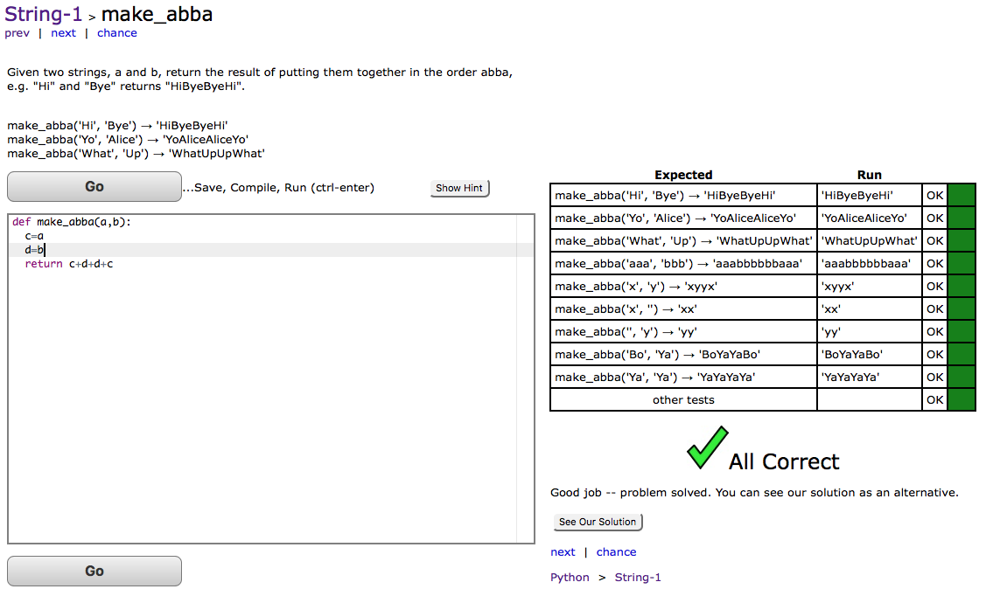 String-1 > make_abba
prev | next | chance
Given two strings, a and b, return the result of putting them together in the order abba,
e.g. "Hi" and "Bye" returns "HiByeByeHi".
make_abba('Hi', 'Bye') → 'HiByeByeHi'
make_abba('Yo', 'Alice') → 'YoAliceAliceYo'
make_abba('What', 'Up') → 'WhatUpUpWhat'
Go ...Save, Compile, Run (ctrl-enter) Show Hint
def make_abba(a,b):
  c=a
  d=b
  return c+d+d+c
Go
Expected Run
make_abba('Hi', 'Bye') → 'HiByeByeHi' 'HiByeByeHi' OK
make_abba('Yo', 'Alice') → 'YoAliceAliceYo' 'YoAliceAliceYo' OK
make_abba('What', 'Up') → 'WhatUpUpWhat' 'WhatUpUpWhat' OK
make_abba('aaa', 'bbb') → 'aaabbbbbbaaa' 'aaabbbbbbaaa' OK
make_abba('x', 'y') → 'xyyx' 'xyyx' OK
make_abba('x', '') → 'xx' 'xx' OK
make_abba('', 'y') → 'yy' 'yy' OK
make_abba('Bo', 'Ya') → 'BoYaYaBo' 'BoYaYaBo' OK
make_abba('Ya', 'Ya') → 'YaYaYaYa' 'YaYaYaYa' OK
other tests OK
All Correct
Good job -- problem solved. You can see our solution as an alternative.
See Our Solution
next | chance
Python > String-1